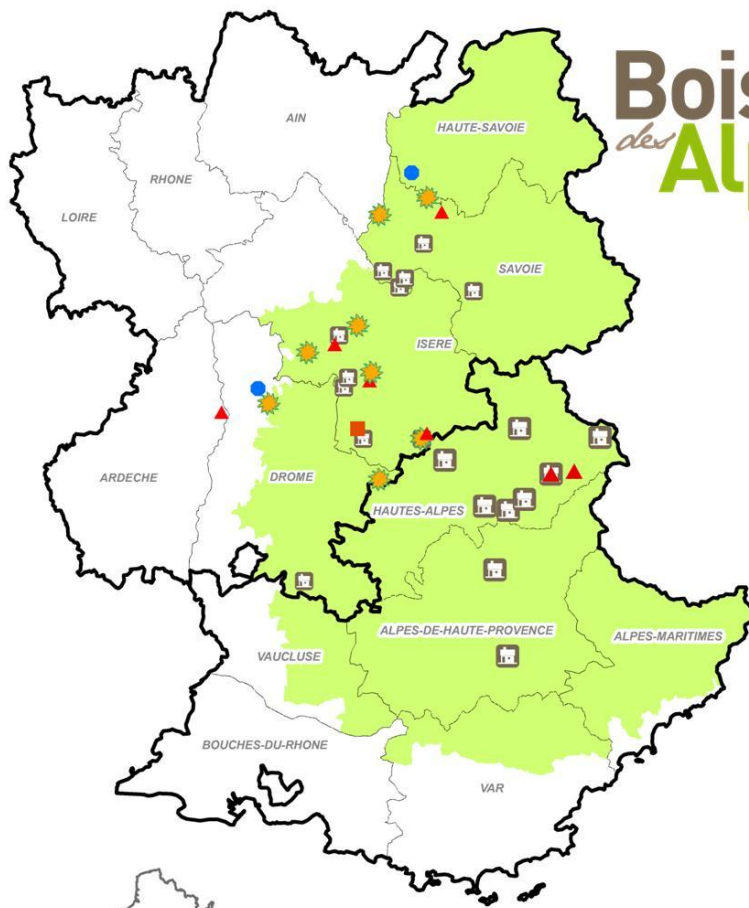 Bois
des Alp
HAUTE-SAVOIE
AIN
RHONE
LOIRE
SAVOIE
ISERE
ARDECHE
DROME
HAUTES-ALPES
ALPES-DE-HAUTE-PROVENCE
ALPES-MARITIMES
VAUCLUSE
BOUCHES-DU-RHONE
VAR